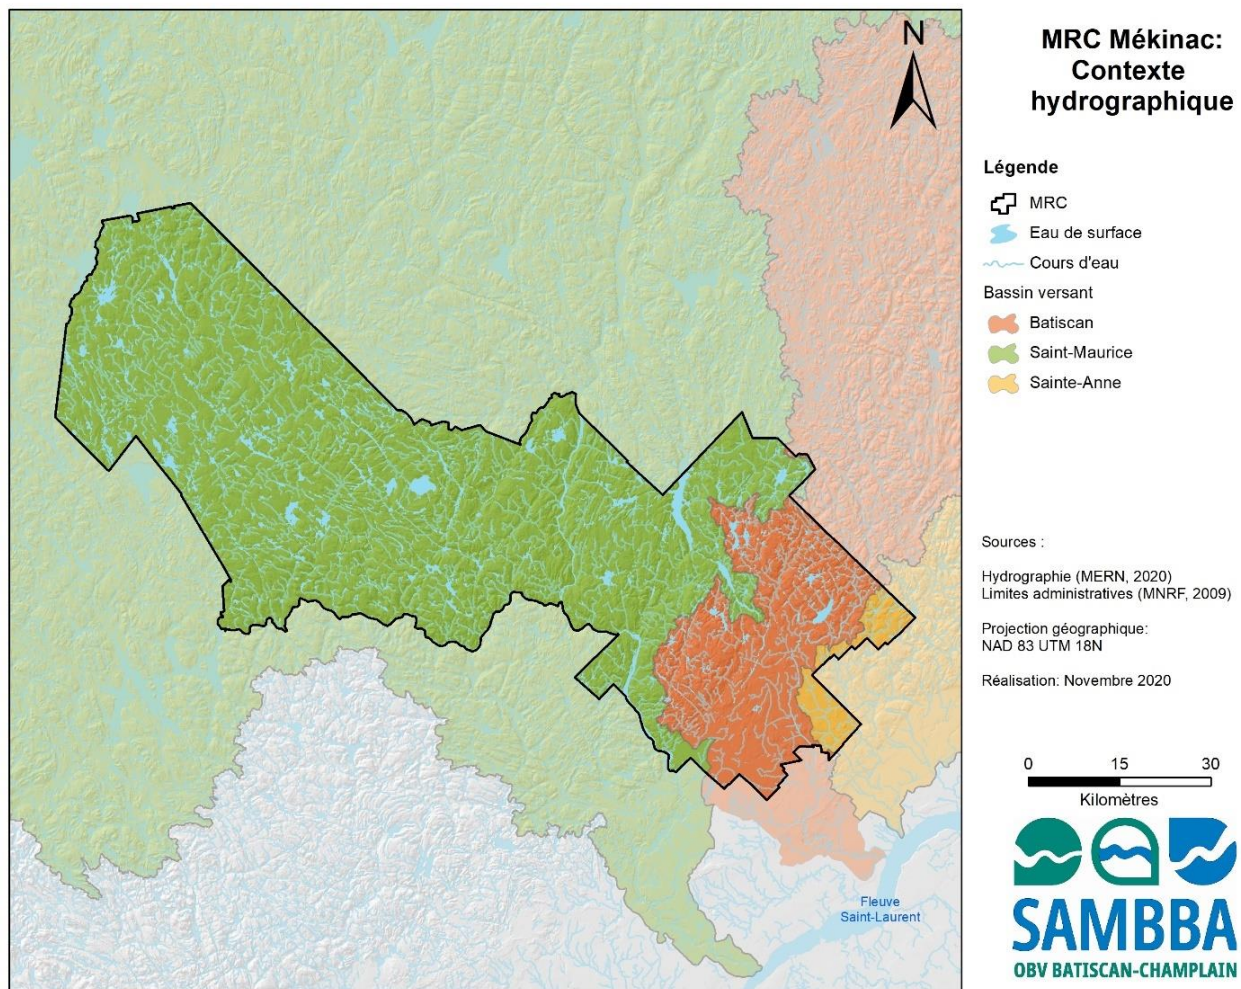 MRC Mékinac:
Contexte
hydrographique
N
Légende
MRC
Eau de surface
Cours d'eau
Bassin versant
Batiscan
Saint-Maurice
Sainte-Anne
Sources :
Hydrographie (MERN, 2020)
Limites administratives (MNRF, 2009)
Projection géographique:
NAD 83 UTM 18N
Réalisation: Novembre 2020
0 15 30
Kilomètres
Fleuve
Saint-Laurent
SAMBBA
OBV BATISCAN-CHAMPLAIN